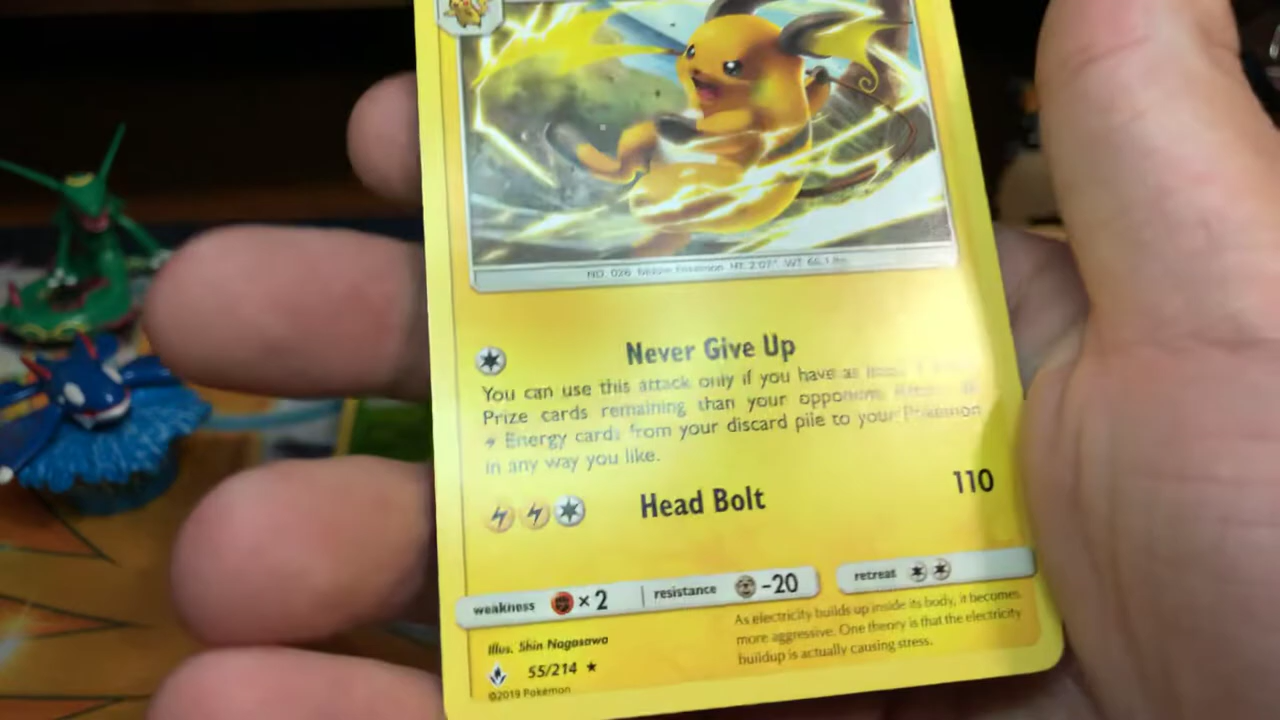 NO. 026 Mouse Pokémon HT: 2'07" WT: 66.1 lbs.
Never Give Up
You can use this attack only if you have as
Prize cards remaining than your opponent.
Energy cards from your discard pile to your Pokémon
in any way you like.
Head Bolt 110
weakness ×2 resistance -20 retreat
As electricity builds up inside its body, it becomes
more aggressive. One theory is that the electricity
buildup is actually causing stress.
Illus. Shin Nagasawa
55/214 ★
©2019 Pokémon